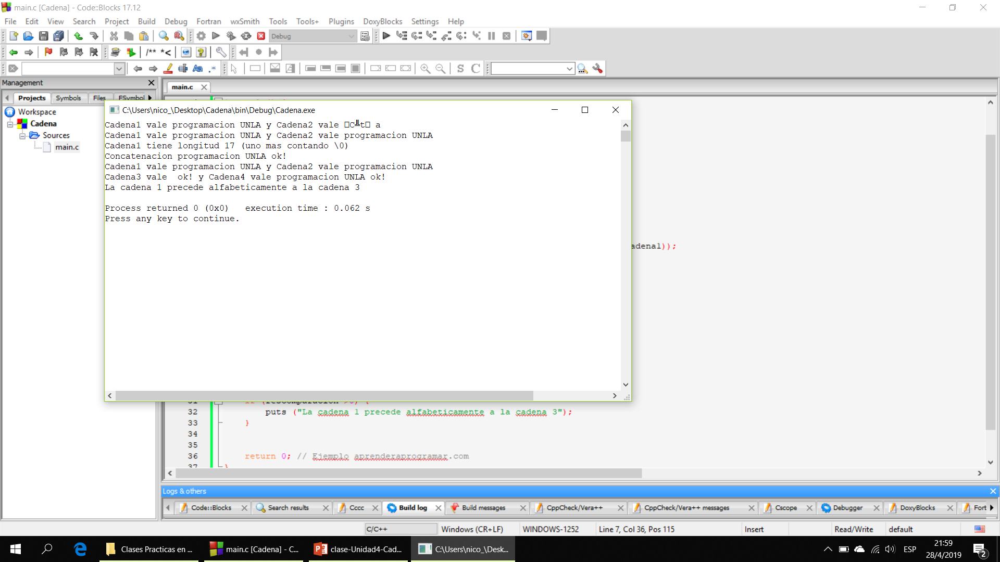 main.c [Cadena] - Code::Blocks 17.12
File Edit View Search Project Build Debug Fortran wxSmith Tools Tools+ Plugins DoxyBlocks Settings Help
Debug
/** *<
Management
main.c
Projects Symbols Files FSymbol
Workspace
Cadena
Sources
main.c
C:\Users\nico_\Desktop\Cadena\bin\Debug\Cadena.exe
Cadena1 vale programacion UNLA y Cadena2 vale □C╩t□ a
Cadena1 vale programacion UNLA y Cadena2 vale programacion UNLA
Cadena1 tiene longitud 17 (uno mas contando \0)
Concatenacion programacion UNLA ok!
Cadena1 vale programacion UNLA y Cadena2 vale programacion UNLA
Cadena3 vale  ok! y Cadena4 vale programacion UNLA ok!
La cadena 1 precede alfabeticamente a la cadena 3
Process returned 0 (0x0)   execution time : 0.062 s
Press any key to continue.
adena1));
32 puts ("La cadena 1 precede alfabeticamente a la cadena 3");
33 }
34
35
36 return 0; // Ejemplo aprenderaprogramar.com
37 }
Logs & others
Code::Blocks Search results Cccc Build log Build messages CppCheck/Vera++ CppCheck/Vera++ messages Cscope Debugger DoxyBlocks Fort
C/C++ Windows (CR+LF) WINDOWS-1252 Line 7, Col 36, Pos 115 Insert Read/Write default
Clases Practicas en ... main.c [Cadena] - C... clase-Unidad4-Cad... C:\Users\nico_\Desk... ESP 21:59
28/4/2019 2